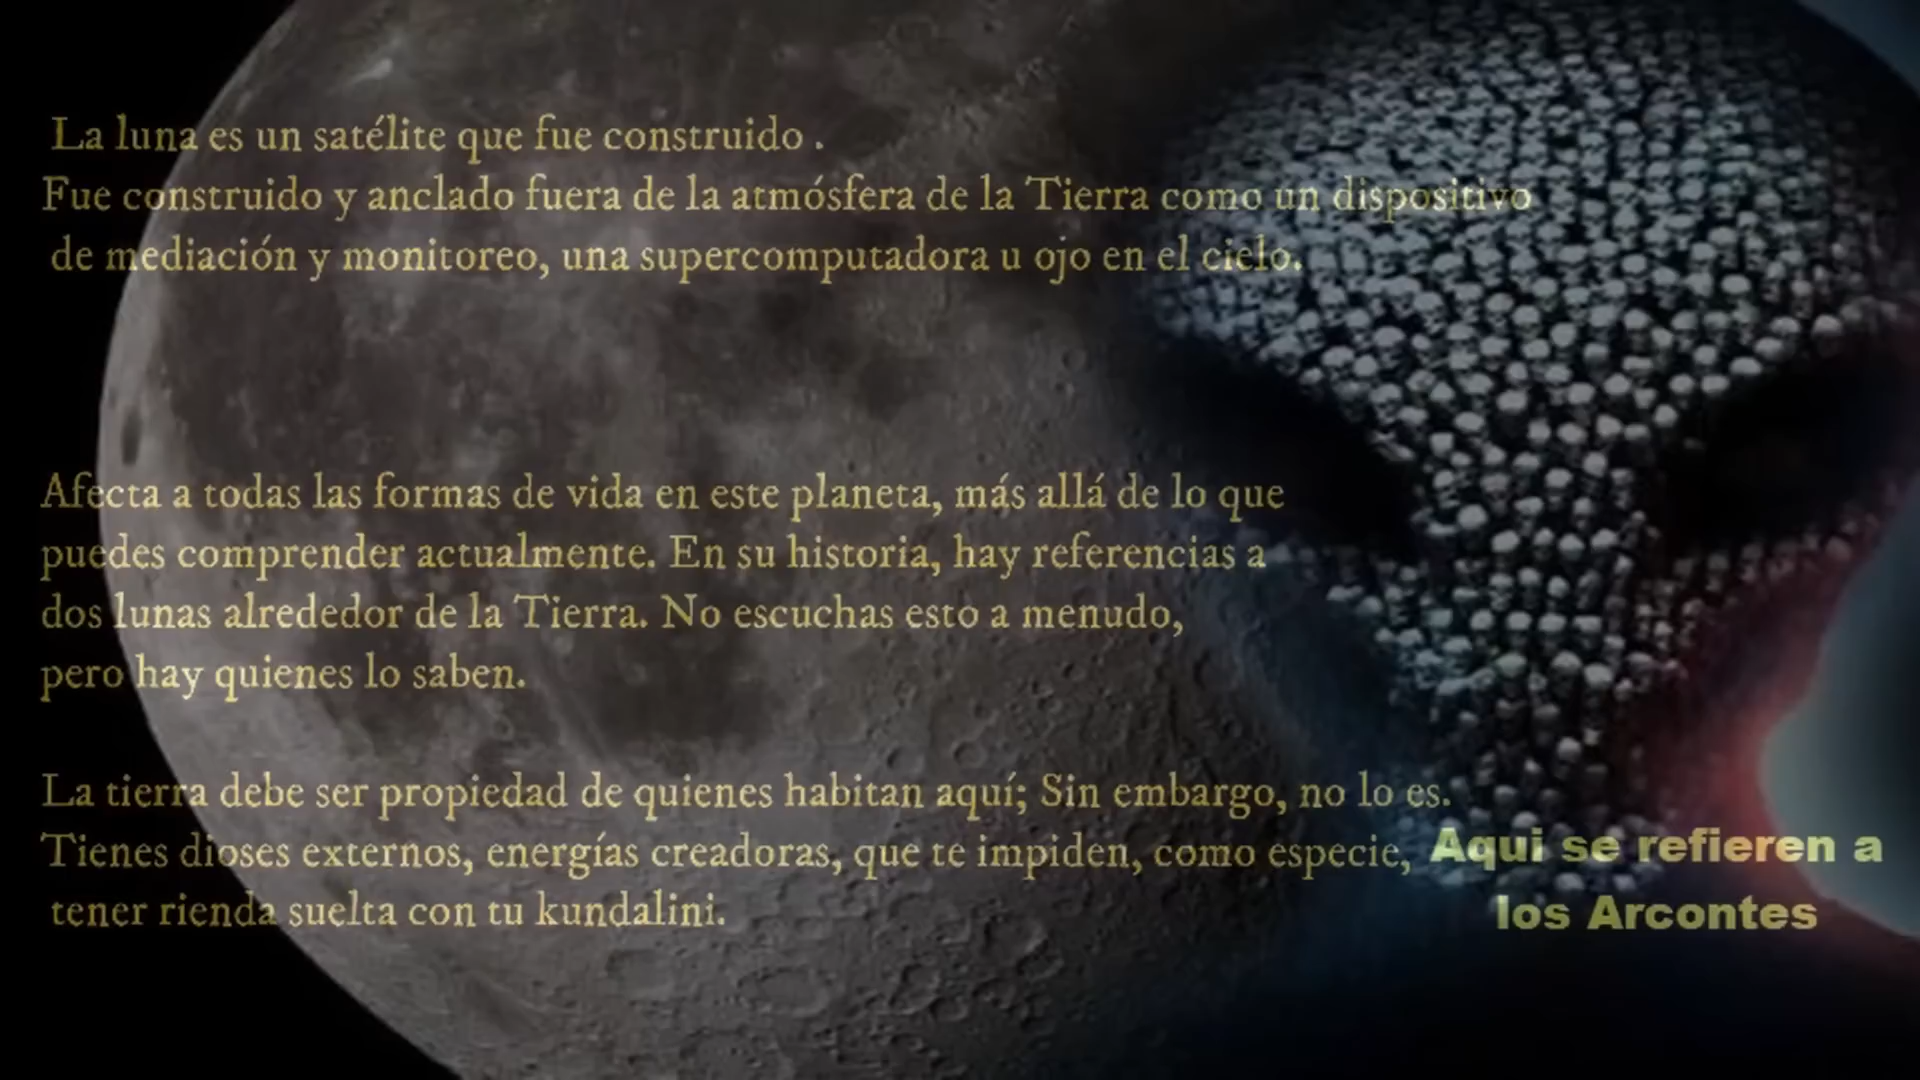 La luna es un satélite que fue construido .
Fue construido y anclado fuera de la atmósfera de la Tierra como un dispositivo
de mediación y monitoreo, una supercomputadora u ojo en el cielo.
Afecta a todas las formas de vida en este planeta, más allá de lo que
puedes comprender actualmente. En su historia, hay referencias a
dos lunas alrededor de la Tierra. No escuchas esto a menudo,
pero hay quienes lo saben.
La tierra debe ser propiedad de quienes habitan aquí; Sin embargo, no lo es.
Tienes dioses externos, energías creadoras, que te impiden, como especie,
tener rienda suelta con tu kundalini.
Aqui se refieren a
los Arcontes